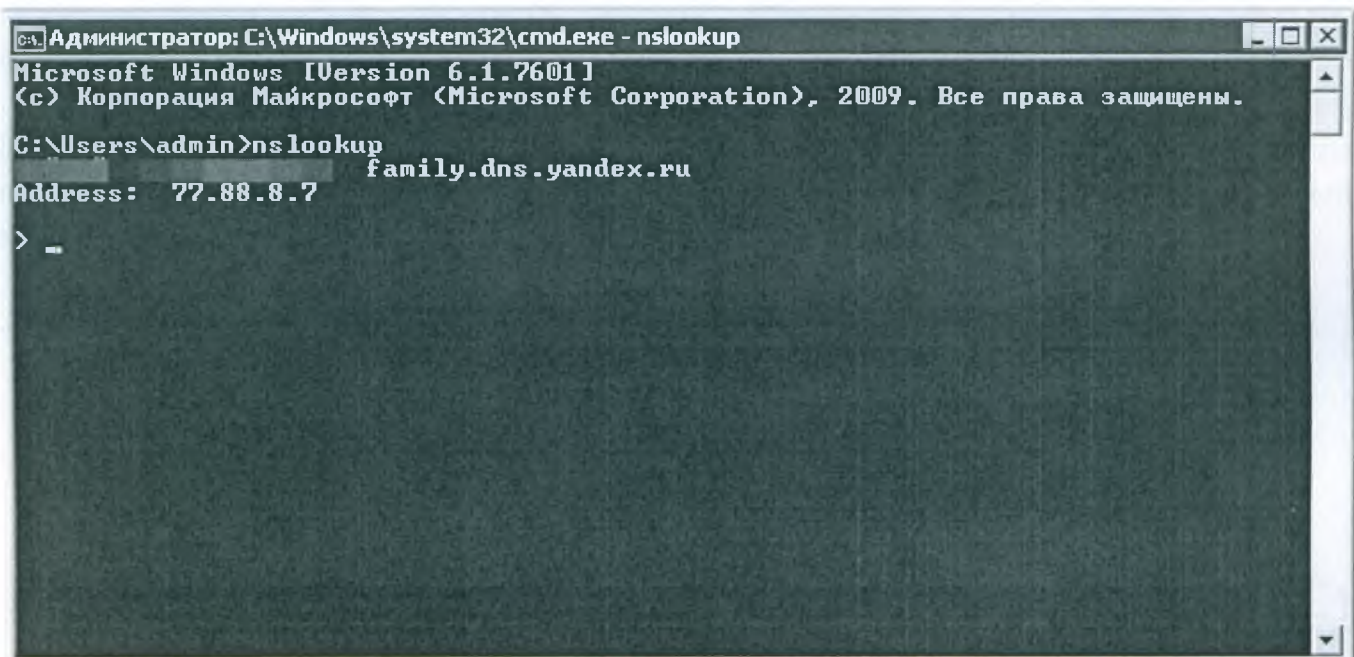 Администратор: C:\Windows\system32\cmd.exe - nslookup
Microsoft Windows [Version 6.1.7601]
(c) Корпорация Майкрософт (Microsoft Corporation), 2009. Все права защищены.
C:\Users\admin>nslookup
family.dns.yandex.ru
Address: 77.88.8.7
>